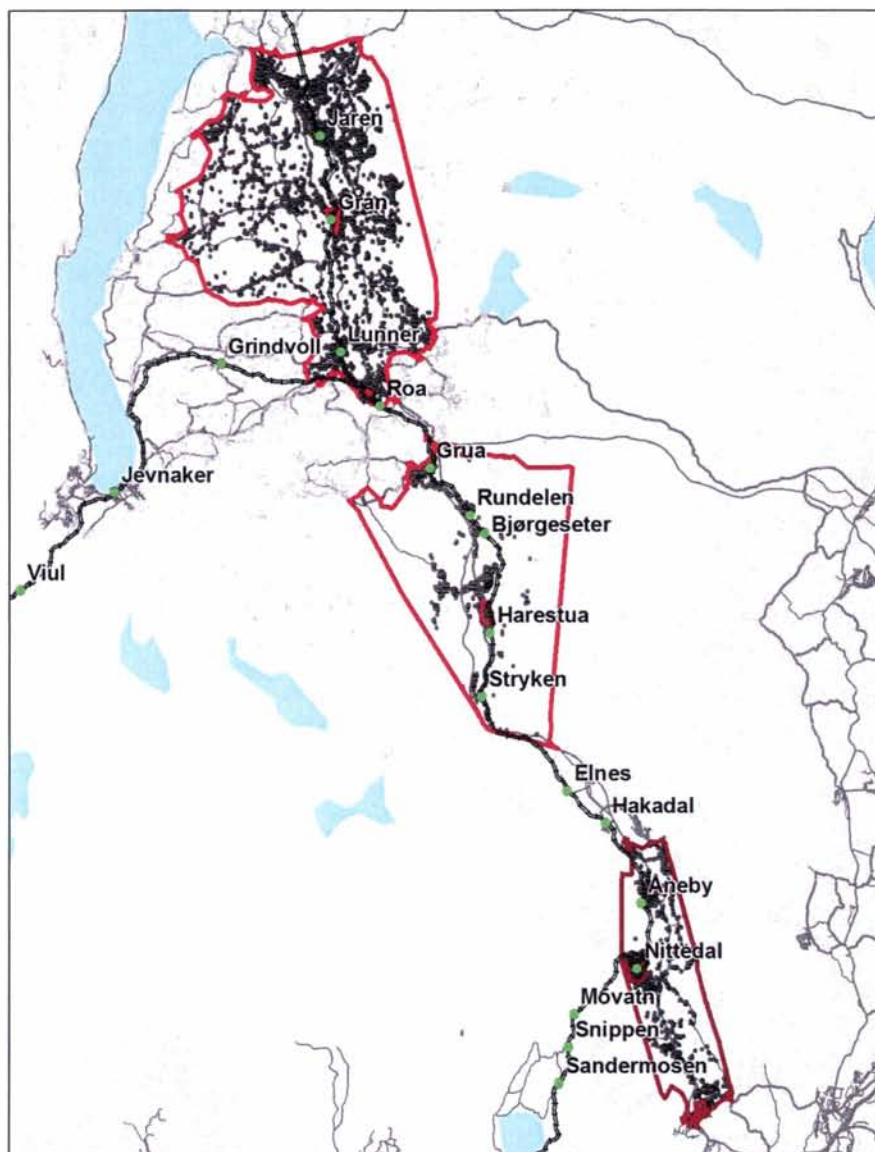 Jaren
Gran
Lunner
Grindvoll
Roa
Grua
Jevnaker
Rundelen
Bjørgeseter
Viul
Harestua
Stryken
Elnes
Hakadal
Åneby
Nittedal
Movatn
Snippen
Sandermosen